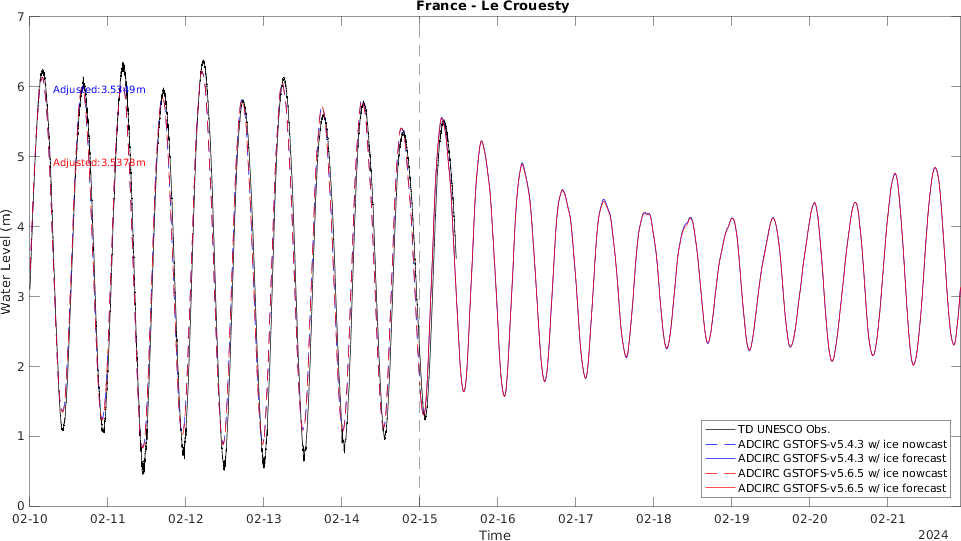 France - Le Crouesty
7
6
5
4
3
2
1
0
Water Level (m)
Adjusted:3.5378m
TD UNESCO Obs.
ADCIRC GSTOFS-v5.4.3 w/ ice nowcast
ADCIRC GSTOFS-v5.4.3 w/ ice forecast
ADCIRC GSTOFS-v5.6.5 w/ ice nowcast
ADCIRC GSTOFS-v5.6.5 w/ ice forecast
02-10 02-11 02-12 02-13 02-14 02-15 02-16 02-17 02-18 02-19 02-20 02-21
Time
2024